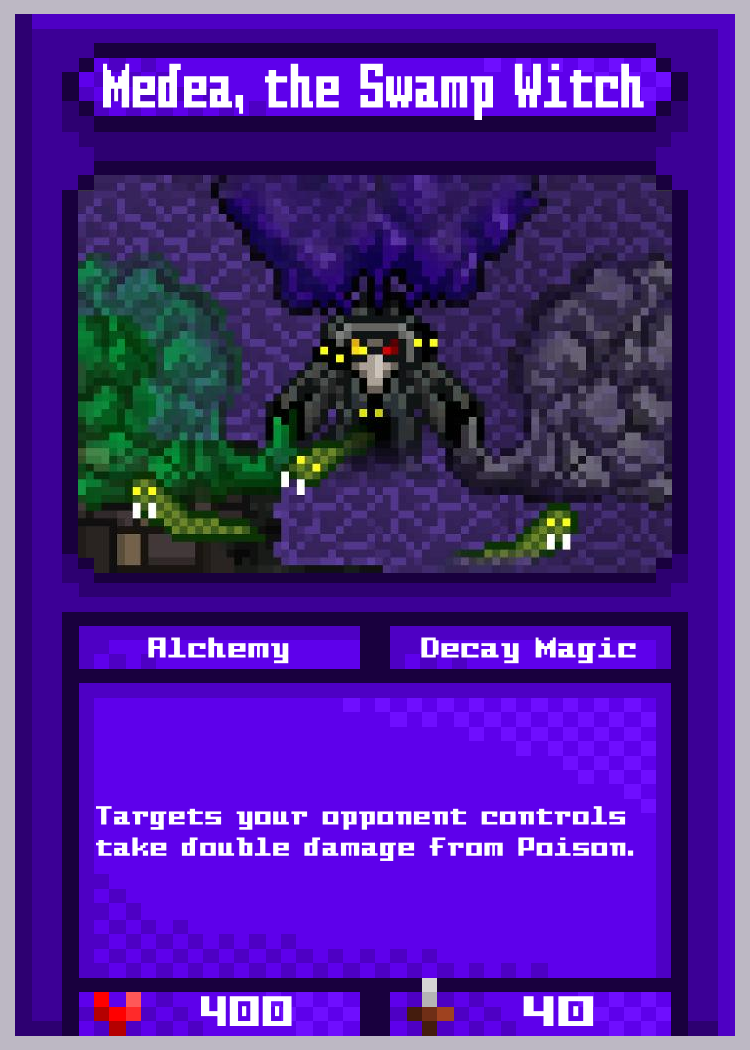 Medea, the Swamp Witch
Alchemy
Decay Magic
Targets your opponent controls
take double damage from Poison.
400
40